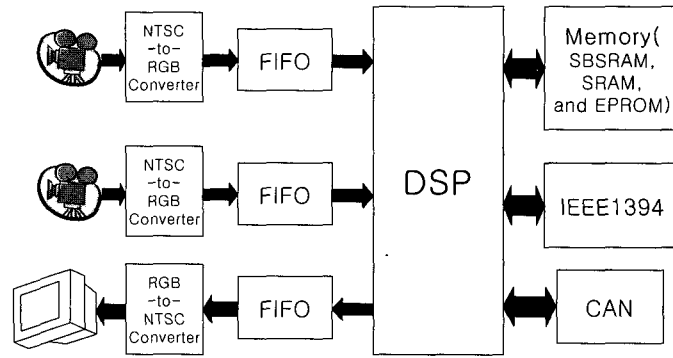 NTSC
-to-
RGB
Converter
FIFO
DSP
Memory(
SBSRAM,
SRAM,
and EPROM)
NTSC
-to-
RGB
Converter
FIFO
IEEE1394
RGB
-to-
NTSC
Converter
FIFO
CAN